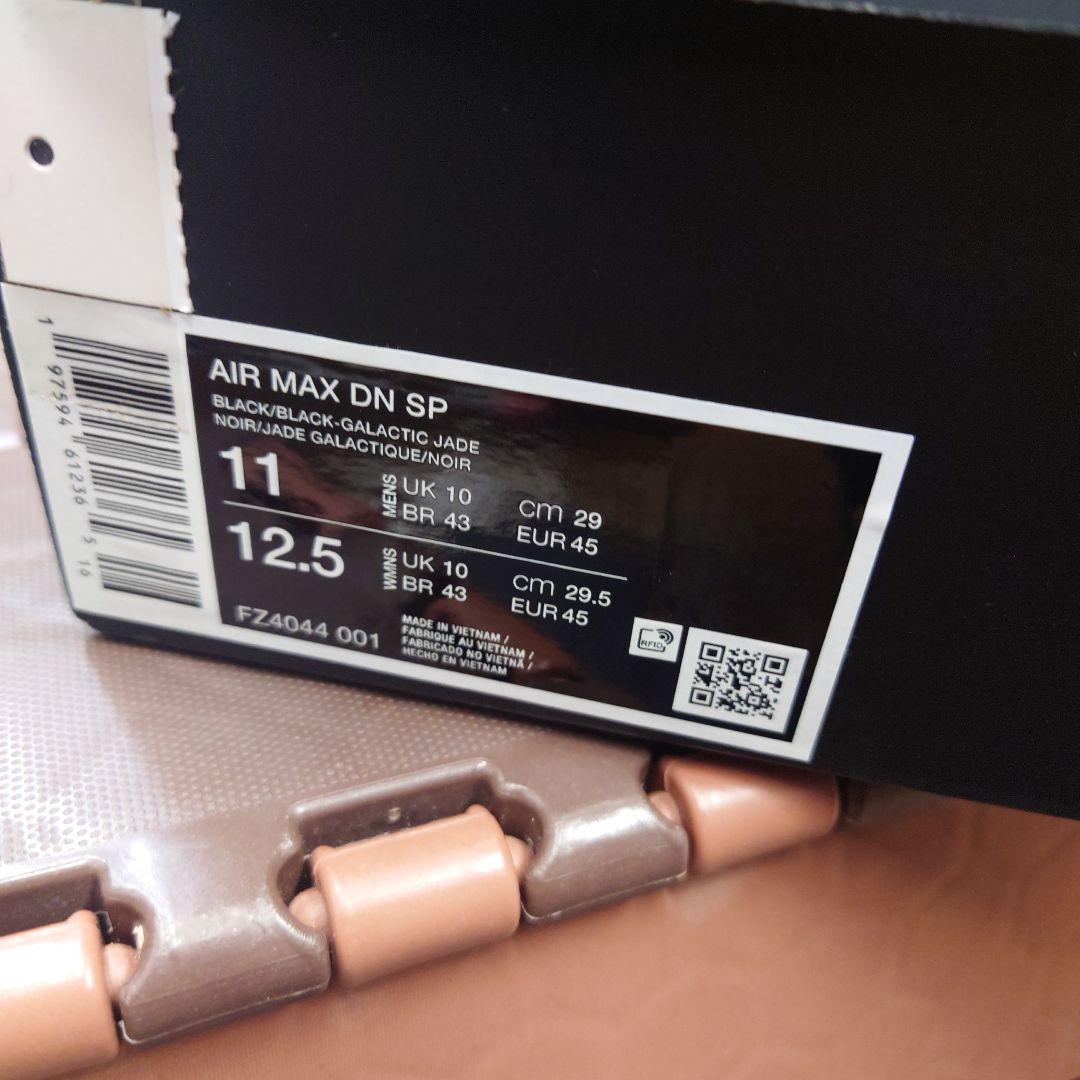 AIR MAX DN SP
BLACK/BLACK-GALACTIC JADE
NOIR/JADE GALACTIQUE/NOIR
11
MENS
UK 10
BR 43
cm 29
EUR 45
12.5
WMNS
UK 10
BR 43
cm 29.5
EUR 45
FZ4044 001
MADE IN VIETNAM /
FABRIQUE AU VIETNAM /
FABRICADO NO VIETNÃ /
HECHO EN VIETNAM
RFID
1 97594 61236 5 16